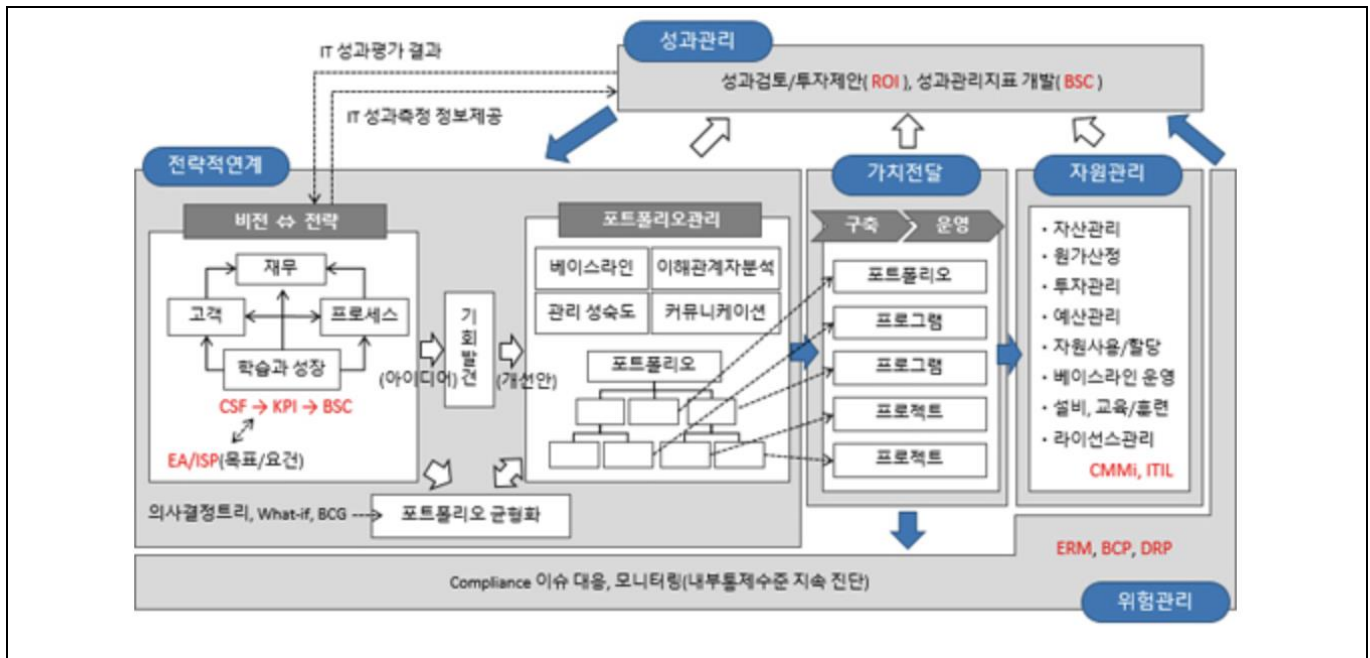 성과관리
성과검토/투자제안( ROI ), 성과관리지표 개발( BSC )
IT 성과평가 결과
IT 성과측정 정보제공
전략적연계
비전 ⇔ 전략
재무
고객
프로세스
학습과 성장
CSF → KPI → BSC
EA/ISP(목표/요건)
(아이디어)
기회발견
(개선안)
포트폴리오관리
베이스라인
이해관계자분석
관리 성숙도
커뮤니케이션
포트폴리오
의사결정트리, What-if, BCG
포트폴리오 균형화
가치전달
구축
운영
포트폴리오
프로그램
프로그램
프로젝트
프로젝트
자원관리
· 자산관리
· 원가산정
· 투자관리
· 예산관리
· 자원사용/할당
· 베이스라인 운영
· 설비, 교육/훈련
· 라이선스관리
CMMi, ITIL
ERM, BCP, DRP
Compliance 이슈 대응, 모니터링(내부통제수준 지속 진단)
위험관리